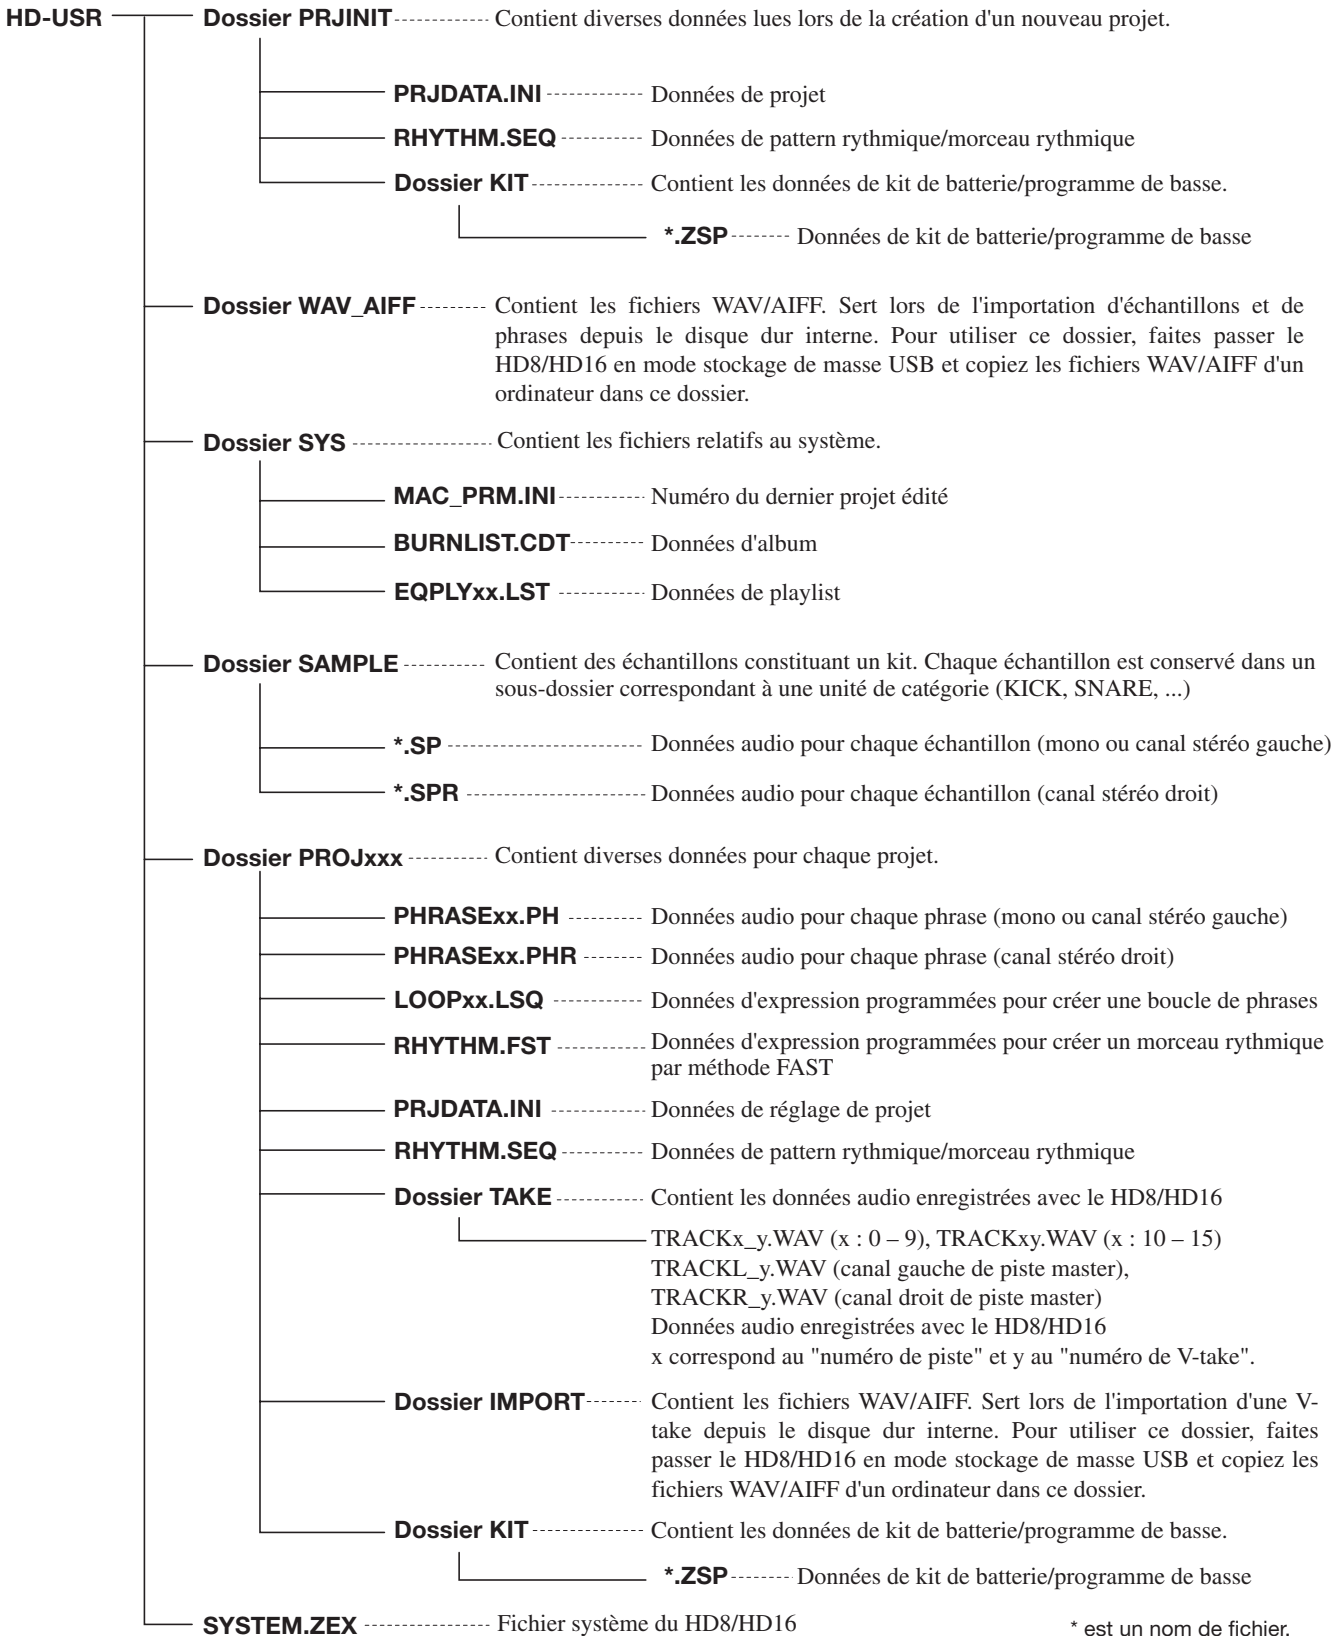 HD-USR
Dossier PRJINIT Contient diverses données lues lors de la création d'un nouveau projet.
PRJDATA.INI Données de projet
RHYTHM.SEQ Données de pattern rythmique/morceau rythmique
Dossier KIT Contient les données de kit de batterie/programme de basse.
*.ZSP Données de kit de batterie/programme de basse
Dossier WAV_AIFF Contient les fichiers WAV/AIFF. Sert lors de l'importation d'échantillons et de
phrases depuis le disque dur interne. Pour utiliser ce dossier, faites passer le
HD8/HD16 en mode stockage de masse USB et copiez les fichiers WAV/AIFF d'un
ordinateur dans ce dossier.
Dossier SYS Contient les fichiers relatifs au système.
MAC_PRM.INI Numéro du dernier projet édité
BURNLIST.CDT Données d'album
EQPLYxx.LST Données de playlist
Dossier SAMPLE Contient des échantillons constituant un kit. Chaque échantillon est conservé dans un
sous-dossier correspondant à une unité de catégorie (KICK, SNARE, ...)
*.SP Données audio pour chaque échantillon (mono ou canal stéréo gauche)
*.SPR Données audio pour chaque échantillon (canal stéréo droit)
Dossier PROJxxx Contient diverses données pour chaque projet.
PHRASExx.PH Données audio pour chaque phrase (mono ou canal stéréo gauche)
PHRASExx.PHR Données audio pour chaque phrase (canal stéréo droit)
LOOPxx.LSQ Données d'expression programmées pour créer une boucle de phrases
RHYTHM.FST Données d'expression programmées pour créer un morceau rythmique
par méthode FAST
PRJDATA.INI Données de réglage de projet
RHYTHM.SEQ Données de pattern rythmique/morceau rythmique
Dossier TAKE Contient les données audio enregistrées avec le HD8/HD16
TRACKx_y.WAV (x : 0 – 9), TRACKxy.WAV (x : 10 – 15)
TRACKL_y.WAV (canal gauche de piste master),
TRACKR_y.WAV (canal droit de piste master)
Données audio enregistrées avec le HD8/HD16
x correspond au "numéro de piste" et y au "numéro de V-take".
Dossier IMPORT Contient les fichiers WAV/AIFF. Sert lors de l'importation d'une V-
take depuis le disque dur interne. Pour utiliser ce dossier, faites
passer le HD8/HD16 en mode stockage de masse USB et copiez les
fichiers WAV/AIFF d'un ordinateur dans ce dossier.
Dossier KIT Contient les données de kit de batterie/programme de basse.
*.ZSP Données de kit de batterie/programme de basse
SYSTEM.ZEX Fichier système du HD8/HD16
* est un nom de fichier.